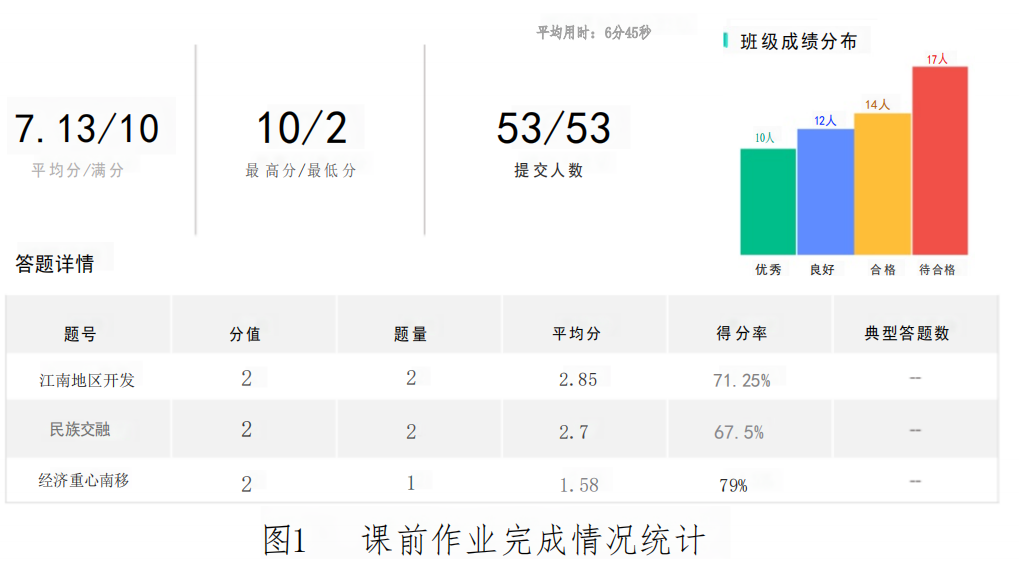 平均用时：6分45秒
班级成绩分布
7.13/10
平均分/满分
10/2
最高分/最低分
53/53
提交人数
10人
12人
14人
17人
优秀
良好
合格
待合格
答题详情
题号 分值 题量 平均分 得分率 典型答题数
江南地区开发 2 2 2.85 71.25% --
民族交融 2 2 2.7 67.5% --
经济重心南移 2 1 1.58 79% --
图1 课前作业完成情况统计